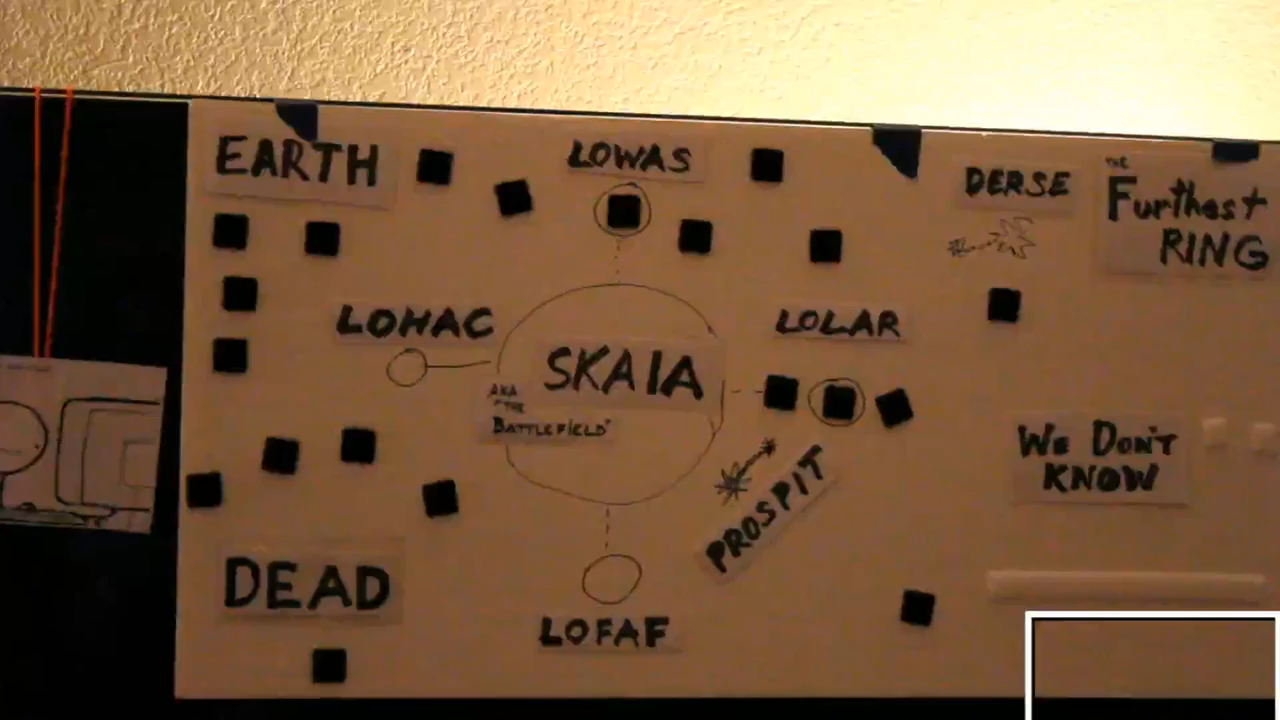 EARTH
LOWAS
DERSE
THE
Furthest
RING
LOHAC
LOLAR
SKAIA
AKA
"THE
BATTLEFIELD"
WE DON'T
KNOW
PROSPIT
DEAD
LOFAF